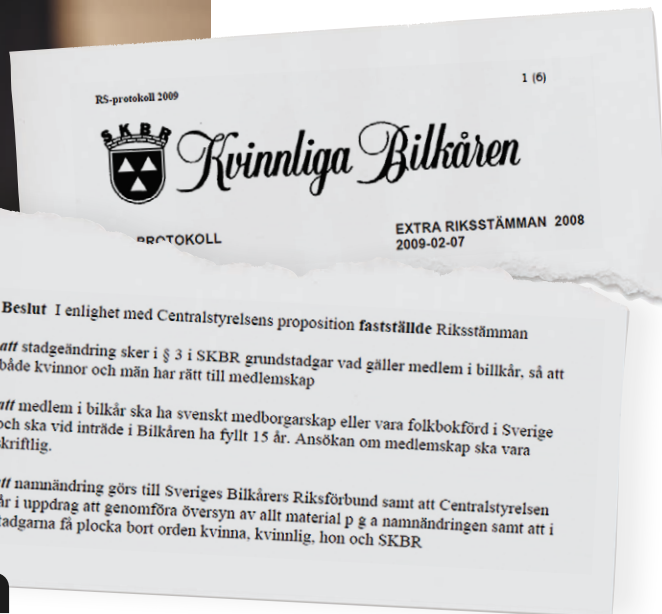 1 (6)
RS-protokoll 2009
SKBR
Kvinnliga Bilkåren
PROTOKOLL
EXTRA RIKSSTÄMMAN 2008
2009-02-07
Beslut I enlighet med Centralstyrelsens proposition fastställde Riksstämman
att stadgeändring sker i § 3 i SKBR grundstadgar vad gäller medlem i billkår, så att
både kvinnor och män har rätt till medlemskap
att medlem i bilkår ska ha svenskt medborgarskap eller vara folkbokförd i Sverige
och ska vid inträde i Bilkåren ha fyllt 15 år. Ansökan om medlemskap ska vara
skriftlig.
att namnändring görs till Sveriges Bilkårers Riksförbund samt att Centralstyrelsen
får i uppdrag att genomföra översyn av allt material p g a namnändringen samt att i
stadgarna få plocka bort orden kvinna, kvinnlig, hon och SKBR